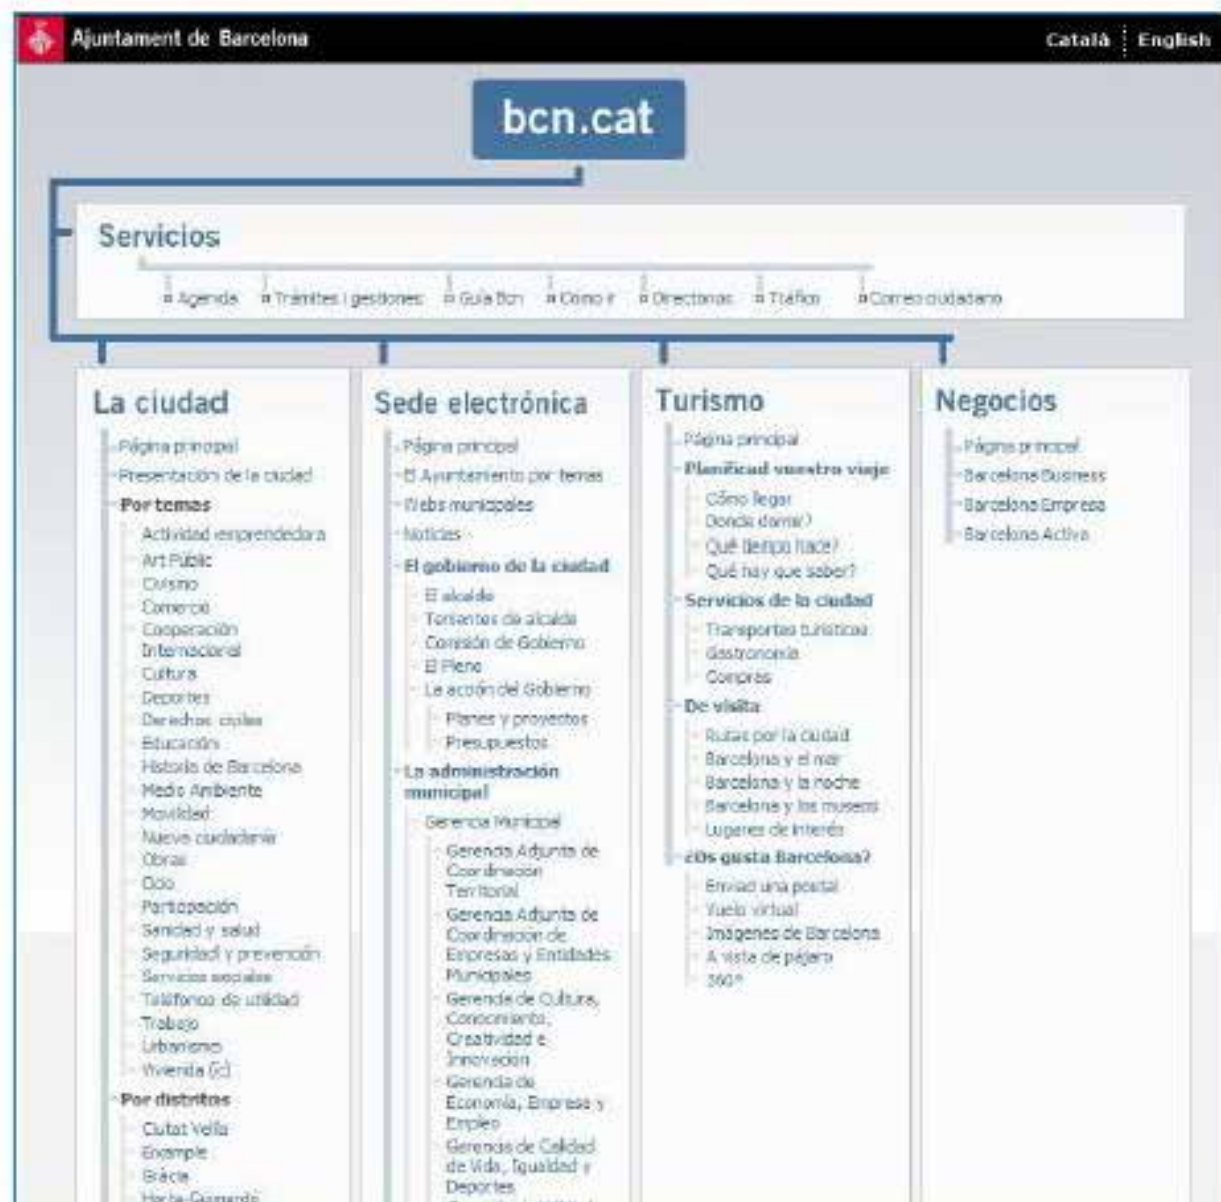 Ajuntament de Barcelona
Català English
bcn.cat
Servicios
Agenda Trámites i gestiones Guía Bcn Cómo ir Directorios Tráfico Correo ciudadano
La ciudad
Página principal
Presentación de la ciudad
Por temas
Actividad emprendedora
Art Públic
Civismo
Comercio
Cooperación
Internacional
Cultura
Deportes
Derechos civiles
Educación
Historia de Barcelona
Medio Ambiente
Movilidad
Nueva ciudadanía
Obras
Ocio
Participación
Sanidad y salud
Seguridad y prevención
Servicios sociales
Teléfonos de utilidad
Trabajo
Urbanismo
Vivienda
Por distritos
Ciutat Vella
Eixample
Gràcia
Horta-Guinardó
Sede electrónica
Página principal
El Ayuntamiento por temas
Webs municipales
Noticias
El gobierno de la ciudad
El alcalde
Tenientes de alcalde
Comisión de Gobierno
El Pleno
La acción del Gobierno
Planes y proyectos
Presupuestos
La administración
municipal
Gerencia Municipal
Gerencia Adjunta de
Coordinación
Territorial
Gerencia Adjunta de
Coordinación de
Empresas y Entidades
Municipales
Gerencia de Cultura,
Conocimiento,
Creatividad e
Innovación
Gerencia de
Economía, Empresa y
Empleo
Gerencia de Calidad
de Vida, Igualdad y
Deportes
Turismo
Página principal
Planificad vuestro viaje
Cómo llegar
Donde dormir?
Qué tiempo hace?
Qué hay que saber?
Servicios de la ciudad
Transportes turísticos
Gastronomía
Compras
De visita
Rutas por la ciudad
Barcelona y el mar
Barcelona y la noche
Barcelona y los museos
Lugares de interés
¿Os gusta Barcelona?
Enviad una postal
Vuelo virtual
Imágenes de Barcelona
A vista de pájaro
360º
Negocios
Página principal
Barcelona Business
Barcelona Empresa
Barcelona Activa